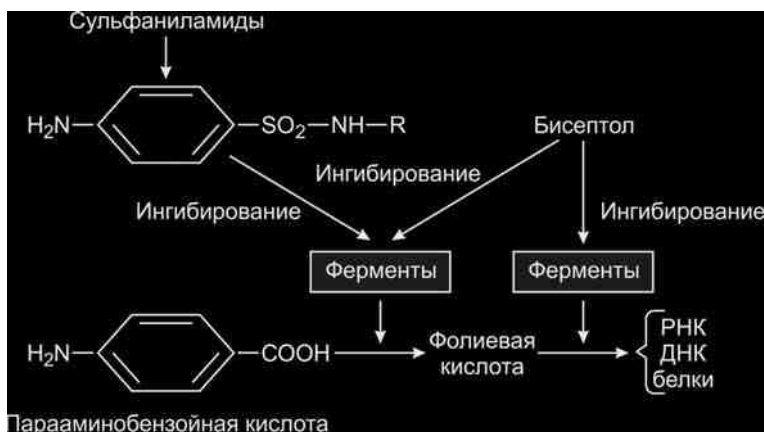 Сульфаниламиды
H₂N SO₂ NH R
Бисептол
Ингибирование
Ингибирование
Ингибирование
Ферменты
Ферменты
H₂N COOH
Фолиевая
кислота
РНК
ДНК
белки
Парааминобензойная кислота